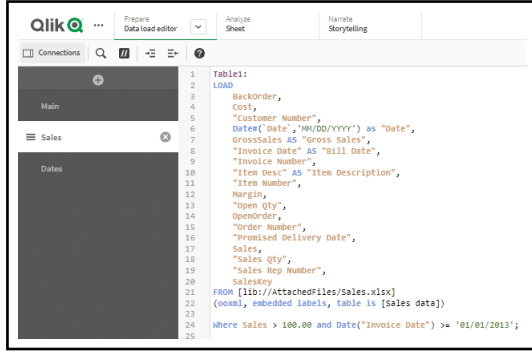 Qlik ... Prepare Analyze Narrate
Data load editor Sheet Storytelling
Connections // ?
Main
Sales
Dates
1 Table1:
2 LOAD
3 BackOrder,
4 Cost,
5 "Customer Number",
6 Date#(`Date`,'MM/DD/YYYY') as "Date",
7 GrossSales AS "Gross Sales",
8 "Invoice Date" AS "Bill Date",
9 "Invoice Number",
10 "Item Desc" AS "Item Description",
11 "Item Number",
12 Margin,
13 "Open Qty",
14 OpenOrder,
15 "Order Number",
16 "Promised Delivery Date",
17 Sales,
18 "Sales Qty",
19 "Sales Rep Number",
20 SalesKey
21 FROM [lib://AttachedFiles/Sales.xlsx]
22 (ooxml, embedded labels, table is [Sales data])
23
24 Where Sales > 100.00 and Date("Invoice Date") >= '01/01/2013';
25